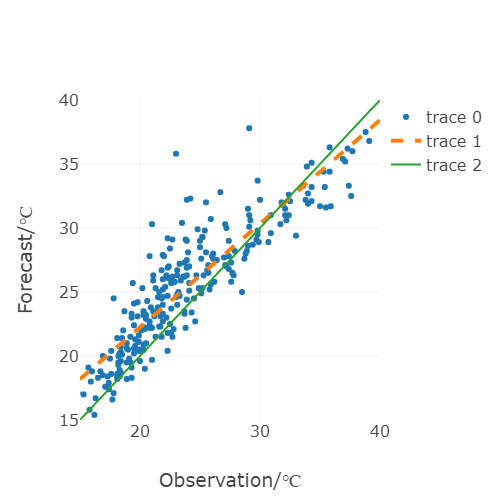 40
35
30
25
20
15
20
30
40
Forecast/℃
Observation/℃
trace 0
trace 1
trace 2